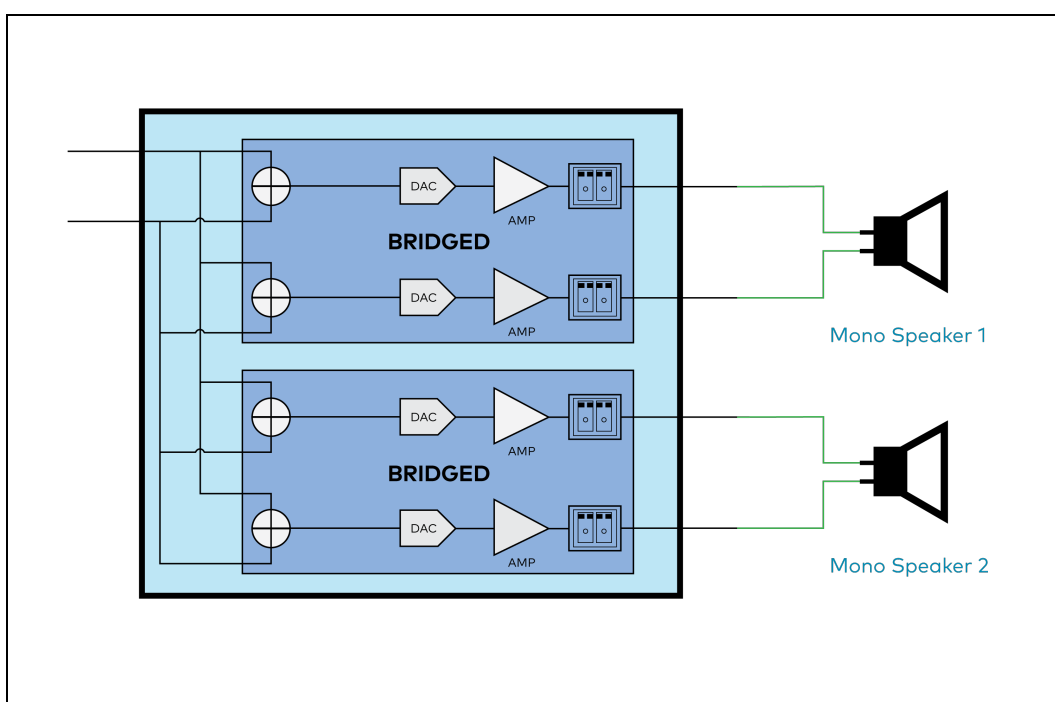 DAC
AMP
BRIDGED
DAC
AMP
Mono Speaker 1
DAC
AMP
BRIDGED
DAC
AMP
Mono Speaker 2